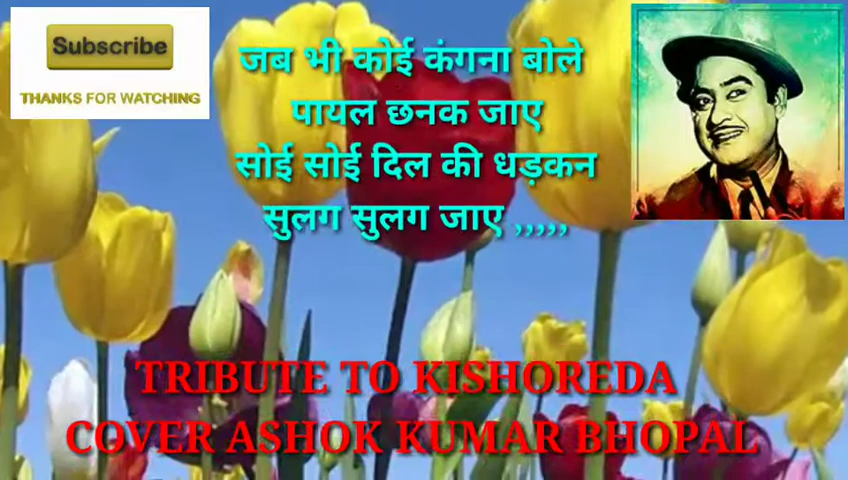 Subscribe
THANKS FOR WATCHING
जब भी कोई कंगना बोले
पायल छनक जाए
सोई सोई दिल की धड़कन
सुलग सुलग जाए ,,,,,
TRIBUTE TO KISHOREDA
COVER ASHOK KUMAR BHOPAL